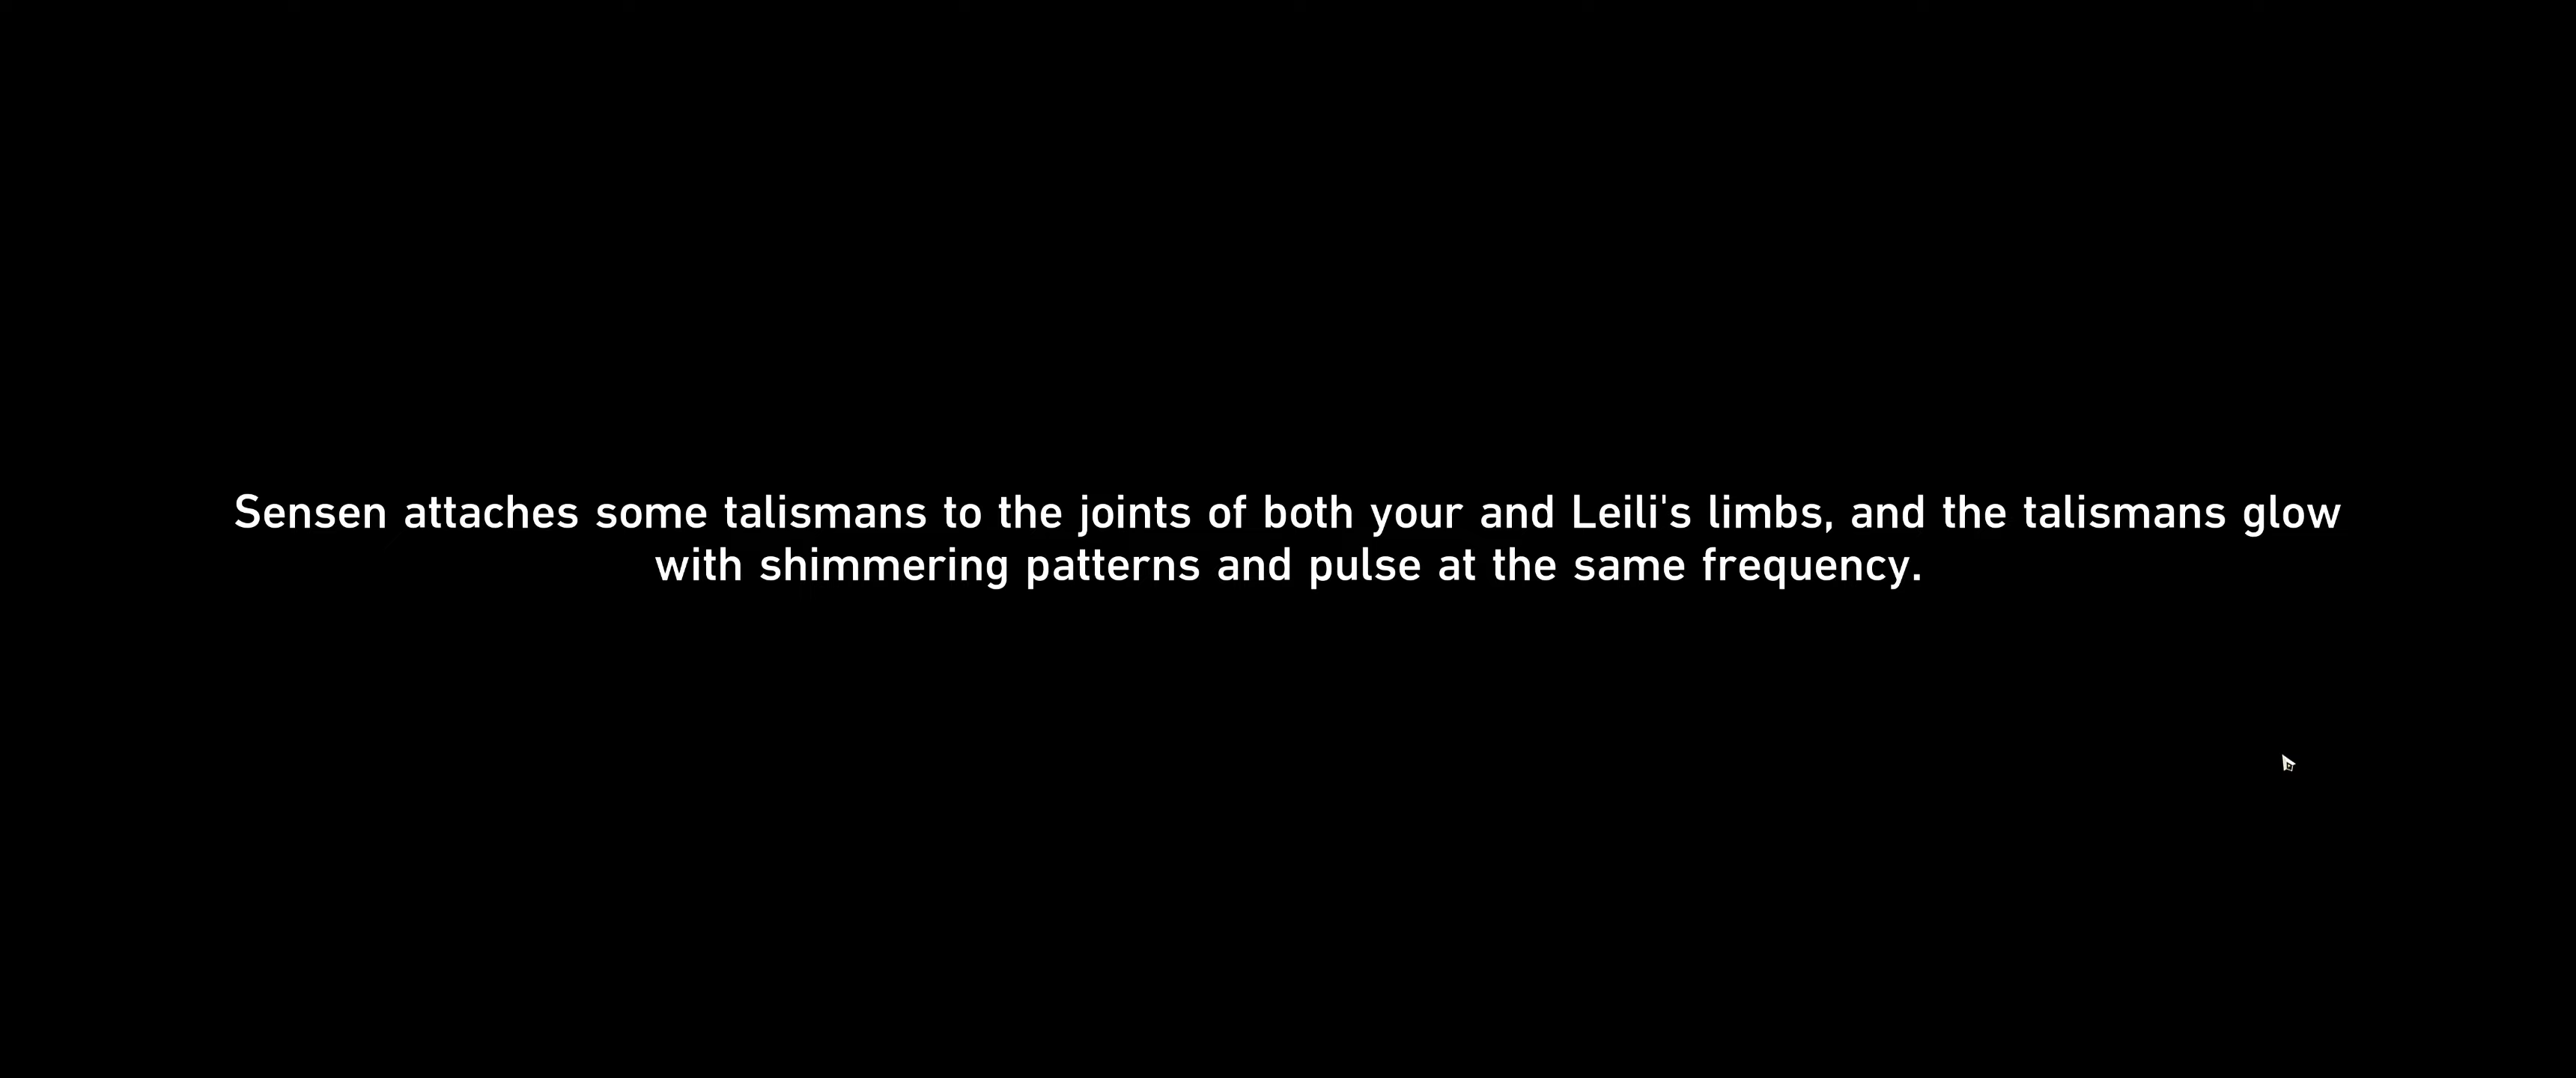 Sensen attaches some talismans to the joints of both your and Leili's limbs, and the talismans glow
with shimmering patterns and pulse at the same frequency.